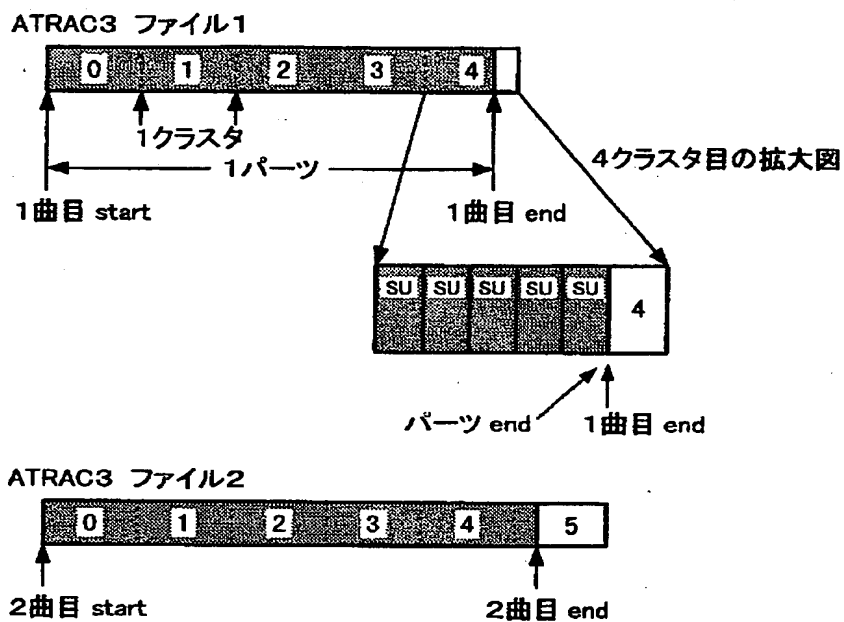 ATRAC3 ファイル1
0 1 2 3 4
1クラスタ
1パーツ
4クラスタ目の拡大図
1曲目 start
1曲目 end
SU SU SU SU SU
4
パーツ end
1曲目 end
ATRAC3 ファイル2
0 1 2 3 4 5
2曲目 start
2曲目 end